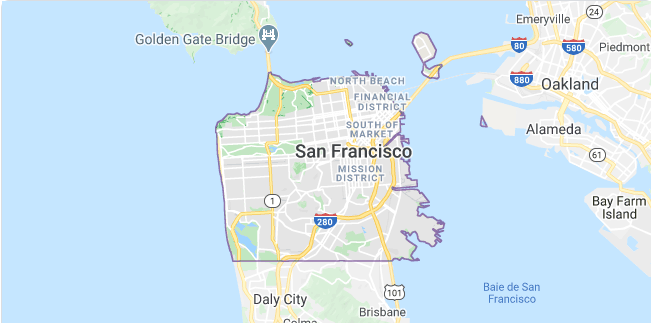 Emeryville
24
Golden Gate Bridge
80
580
Piedmont
880
NORTH BEACH
Oakland
FINANCIAL
DISTRICT
SOUTH OF
MARKET
Alameda
San Francisco
61
MISSION
DISTRICT
1
Bay Farm
Island
280
Baie de San
Francisco
101
Daly City
Brisbane
Colma